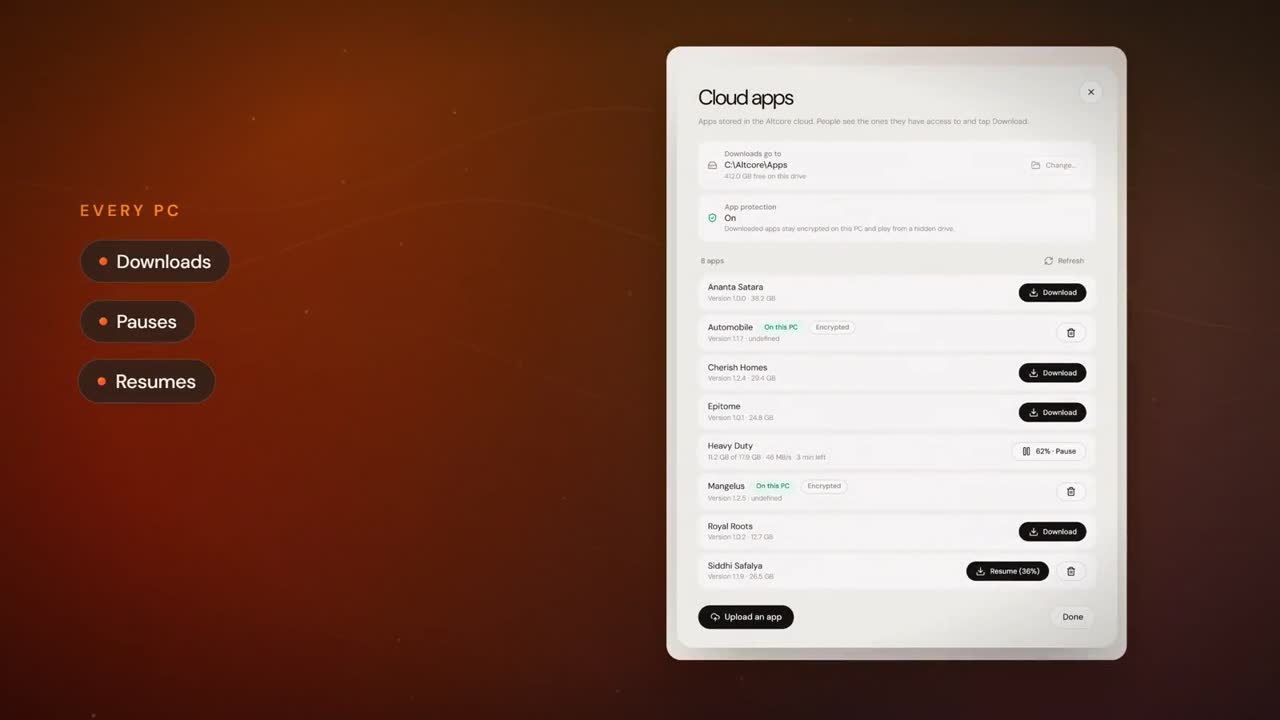 EVERY PC
Downloads
Pauses
Resumes
Cloud apps
Apps stored in the Altcore cloud. People see the ones they have access to and tap Download.
Downloads go to
C:\Altcore\Apps
412.0 GB free on this drive
Change...
App protection
On
Downloaded apps stay encrypted on this PC and play from a hidden drive.
8 apps
Refresh
Ananta Satara
Version 1.0.0 · 38.2 GB
Download
Automobile On this PC Encrypted
Version 1.1.7 · undefined
Cherish Homes
Version 1.2.4 · 29.4 GB
Download
Epitome
Version 1.0.1 · 24.8 GB
Download
Heavy Duty
11.2 GB of 17.9 GB · 46 MB/s · 3 min left
62% · Pause
Mangelus On this PC Encrypted
Version 1.2.5 · undefined
Royal Roots
Version 1.0.2 · 12.7 GB
Download
Siddhi Safalya
Version 1.1.9 · 26.5 GB
Resume (36%)
Upload an app
Done